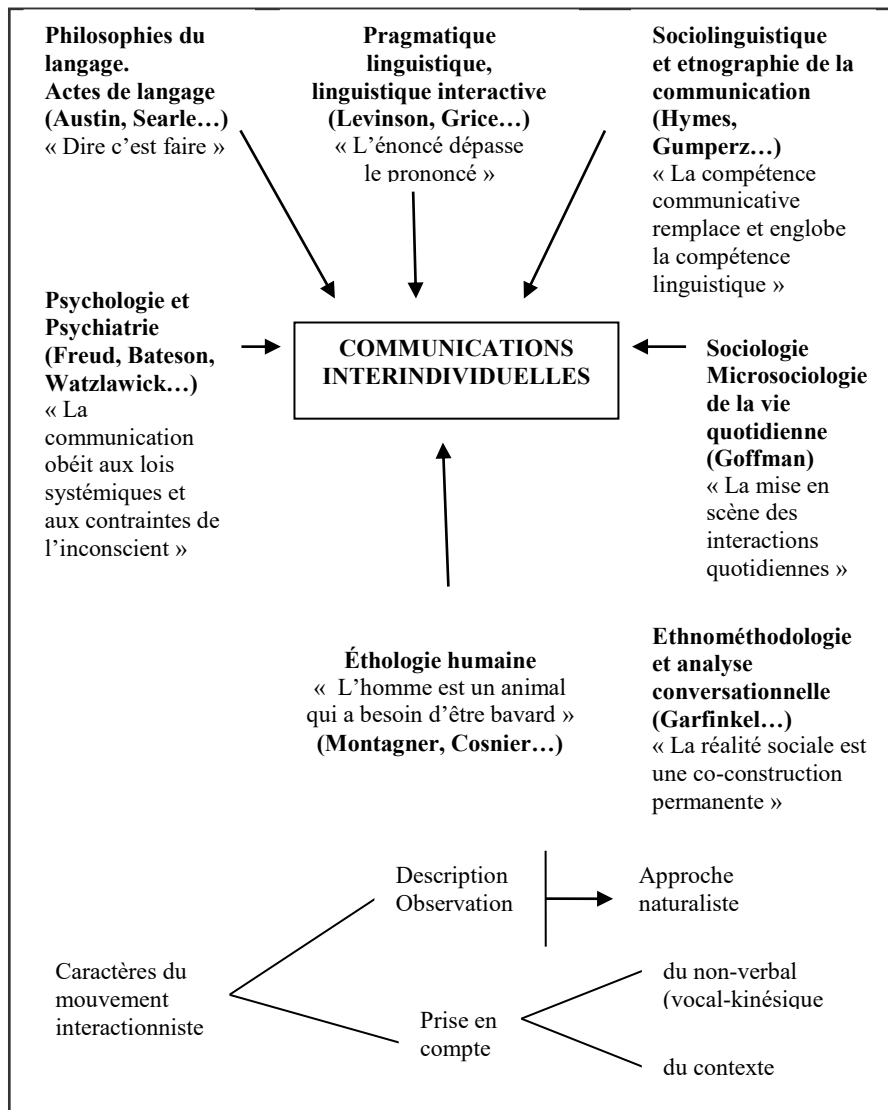 Philosophies du
langage.
Actes de langage
(Austin, Searle…)
« Dire c’est faire »
Pragmatique
linguistique,
linguistique interactive
(Levinson, Grice…)
« L’énoncé dépasse
le prononcé »
Sociolinguistique
et etnographie de la
communication
(Hymes,
Gumperz…)
« La compétence
communicative
remplace et englobe
la compétence
linguistique »
Psychologie et
Psychiatrie
(Freud, Bateson,
Watzlawick…)
« La
communication
obéit aux lois
systémiques et
aux contraintes de
l’inconscient »
COMMUNICATIONS
INTERINDIVIDUELLES
Sociologie
Microsociologie
de la vie
quotidienne
(Goffman)
« La mise en
scène des
interactions
quotidiennes »
Éthologie humaine
« L’homme est un animal
qui a besoin d’être bavard »
(Montagner, Cosnier…)
Ethnométhodologie
et analyse
conversationnelle
(Garfinkel…)
« La réalité sociale est
une co-construction
permanente »
Description
Observation
Approche
naturaliste
Caractères du
mouvement
interactionniste
Prise en
compte
du non-verbal
(vocal-kinésique
du contexte